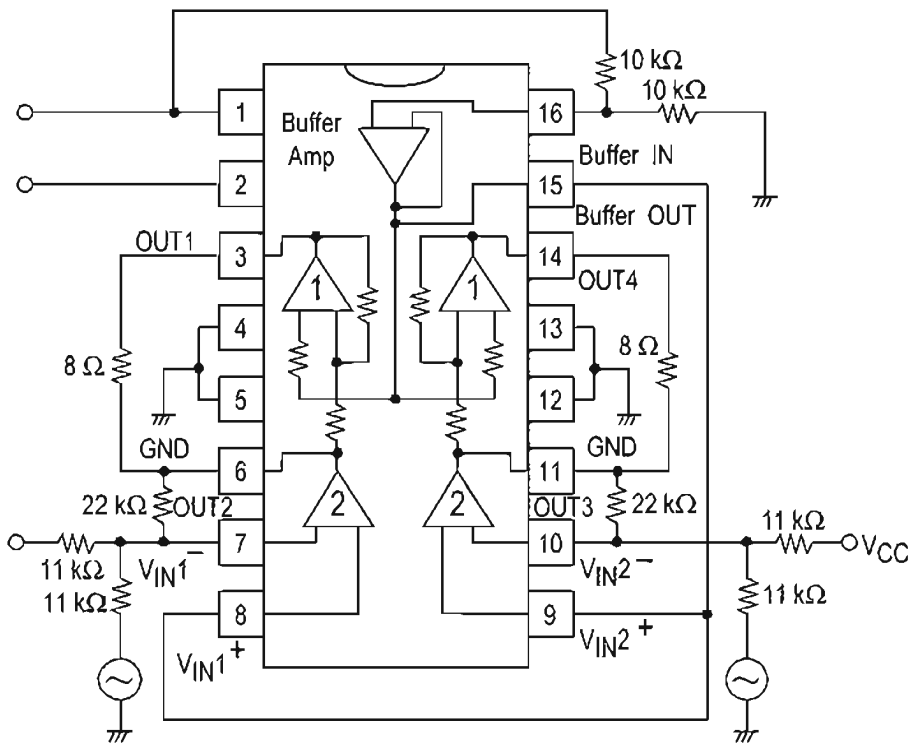 10 kΩ
10 kΩ
1
16
Buffer
Amp
Buffer IN
2
15
Buffer OUT
OUT1
3
14
1
1
OUT4
4
13
8 Ω
8 Ω
5
12
GND
GND
6
11
22 kΩ
OUT2
2
2
OUT3
22 kΩ
11 kΩ
7
10
VCC
11 kΩ
VIN1−
VIN2−
11 kΩ
11 kΩ
8
9
VIN1+
VIN2+